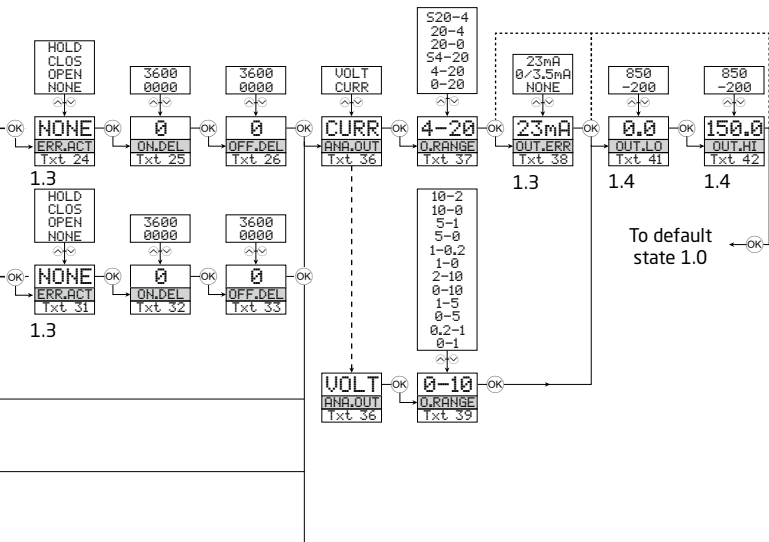 HOLD
CLOS
OPEN
NONE
OK
NONE
ERR.ACT
Txt 24
1.3
OK
3600
0000
0
ON.DEL
Txt 25
OK
3600
0000
0
OFF.DEL
Txt 26
OK
VOLT
CURR
CURR
ANA.OUT
Txt 36
OK
S20-4
20-4
20-0
S4-20
4-20
0-20
4-20
O.RANGE
Txt 37
OK
23mA
0/3.5mA
NONE
23mA
OUT.ERR
Txt 38
1.3
OK
850
-200
0.0
OUT.LO
Txt 41
1.4
OK
850
-200
150.0
OUT.HI
Txt 42
1.4
To default
state 1.0
OK
HOLD
CLOS
OPEN
NONE
OK
NONE
ERR.ACT
Txt 31
1.3
OK
3600
0000
0
ON.DEL
Txt 32
OK
3600
0000
0
OFF.DEL
Txt 33
OK
VOLT
ANA.OUT
Txt 36
OK
10-2
10-0
5-1
5-0
1-0.2
1-0
2-10
0-10
1-5
0-5
0.2-1
0-1
0-10
O.RANGE
Txt 39
OK